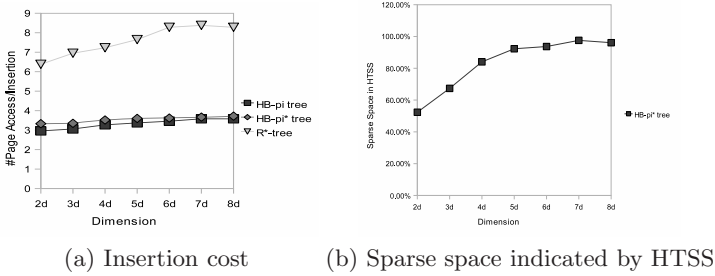 9
8
7
6
5
4
3
2
1
0
#Page Access/Insertion
2d 3d 4d 5d 6d 7d 8d
Dimension
HB-pi tree
HB-pi* tree
R*-tree
(a) Insertion cost
120.00%
100.00%
80.00%
60.00%
40.00%
20.00%
0.00%
Sparse Space in HTSS
2d 3d 4d 5d 6d 7d 8d
Dimension
HB-pi* tree
(b) Sparse space indicated by HTSS